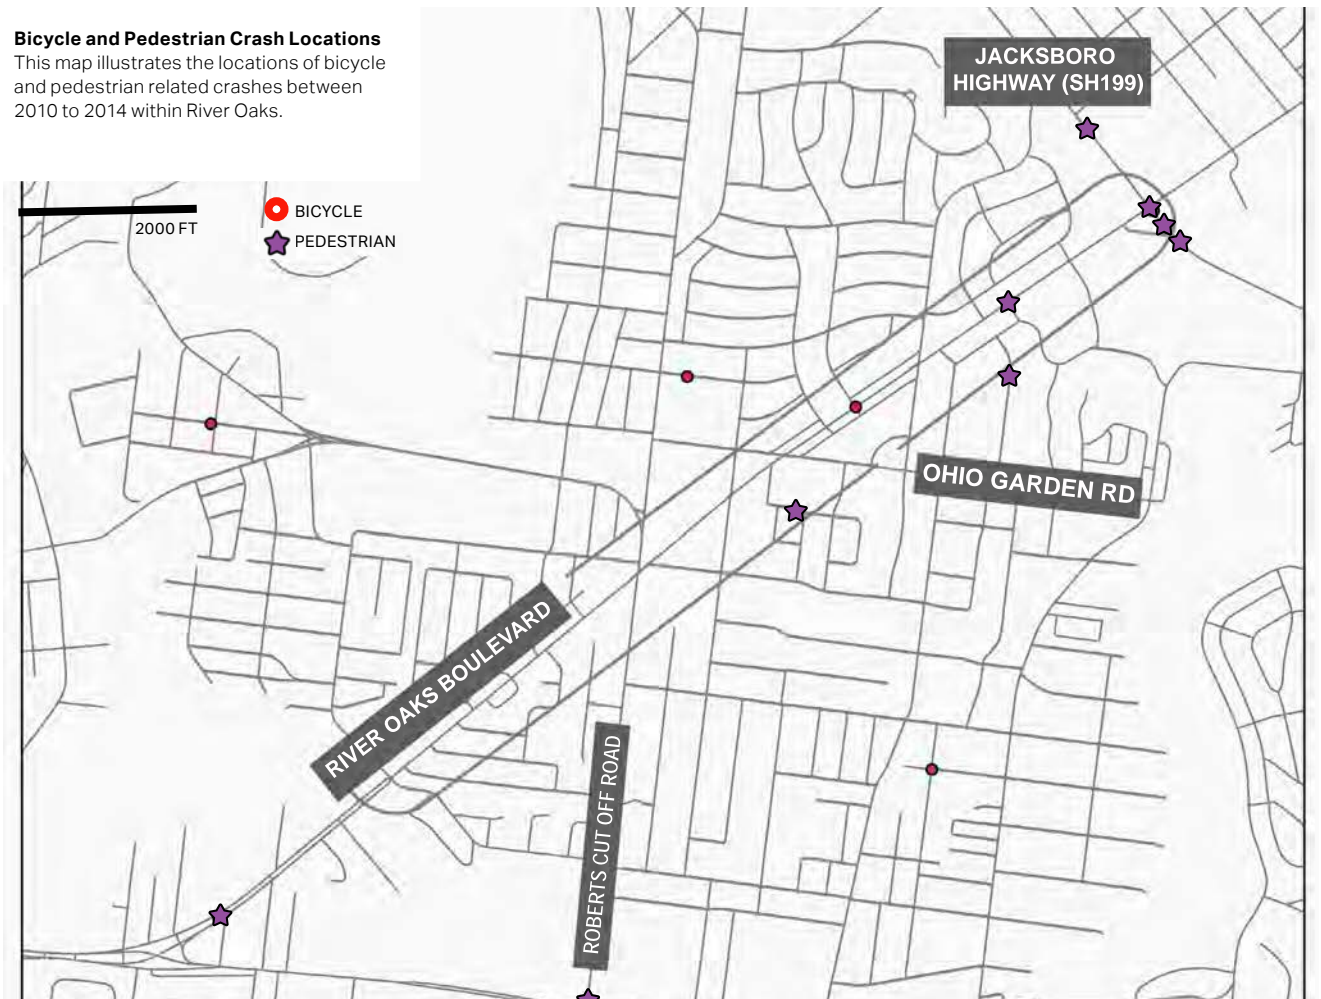 Bicycle and Pedestrian Crash Locations
This map illustrates the locations of bicycle
and pedestrian related crashes between
2010 to 2014 within River Oaks.
2000 FT
BICYCLE
PEDESTRIAN
JACKSBORO
HIGHWAY (SH199)
OHIO GARDEN RD
RIVER OAKS BOULEVARD
ROBERTS CUT OFF ROAD